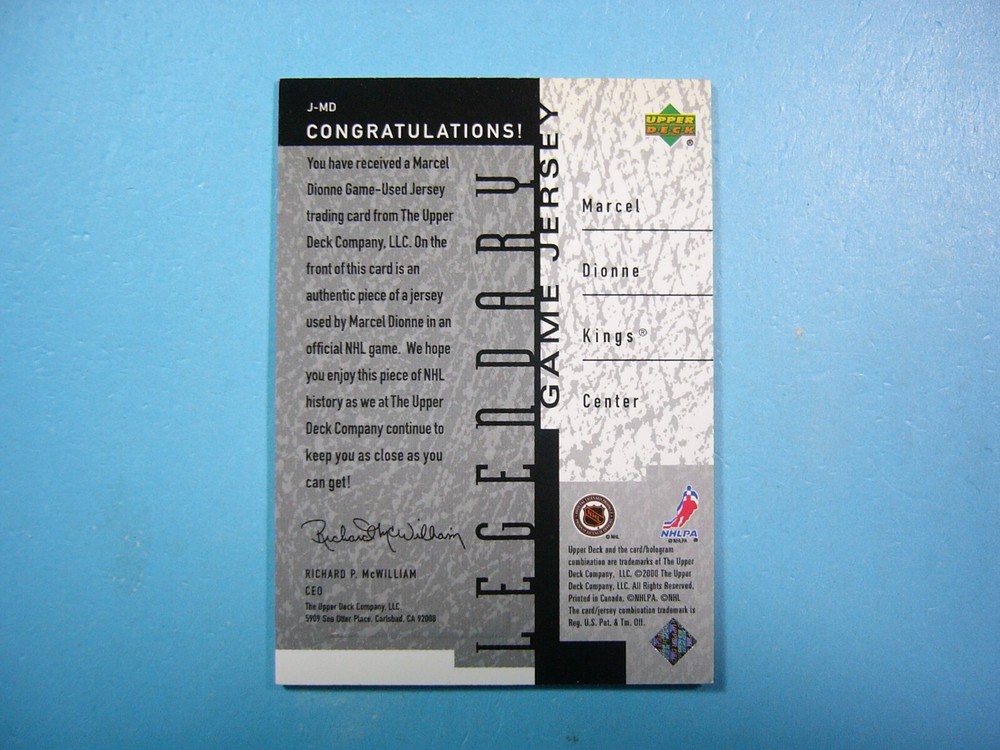 J-MD
CONGRATULATIONS!
You have received a Marcel
Dionne Game-Used Jersey
trading card from The Upper
Deck Company, LLC. On the
front of this card is an
authentic piece of a jersey
used by Marcel Dionne in an
official NHL game. We hope
you enjoy this piece of NHL
history as we at The Upper
Deck Company continue to
keep you as close as you
can get!
Richard McWilliam
RICHARD P. McWILLIAM
CEO
The Upper Deck Company, LLC
5909 Sea Otter Place, Carlsbad, CA 92008
LEGENDARY
GAME JERSEY
UPPER
DECK
®
Marcel
Dionne
Kings®
Center
NHL
© NHL
NHLPA
© NHLPA
Upper Deck and the card/hologram
combination are trademarks of The Upper
Deck Company, LLC. ©2000 The Upper
Deck Company, LLC. All Rights Reserved.
Printed in Canada. ©NHLPA. ©NHL
The card/jersey combination trademark is
Reg. U.S. Pat. & Tm. Off.